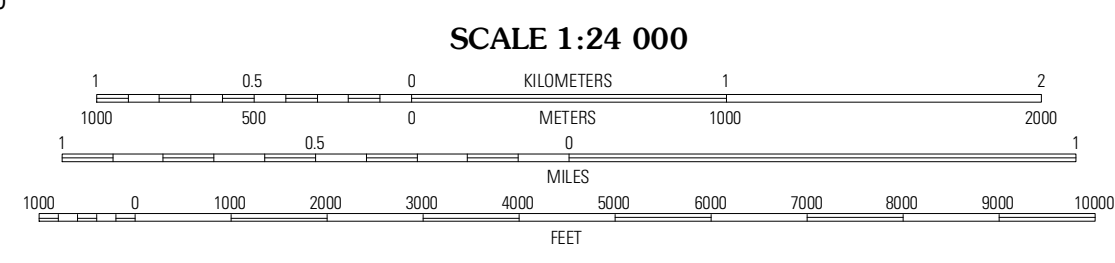 SCALE 1:24 000
1 0.5 0 KILOMETERS 1 2
1000 500 0 METERS 1000 2000
1 0.5 0 1
MILES
1000 0 1000 2000 3000 4000 5000 6000 7000 8000 9000 10000
FEET